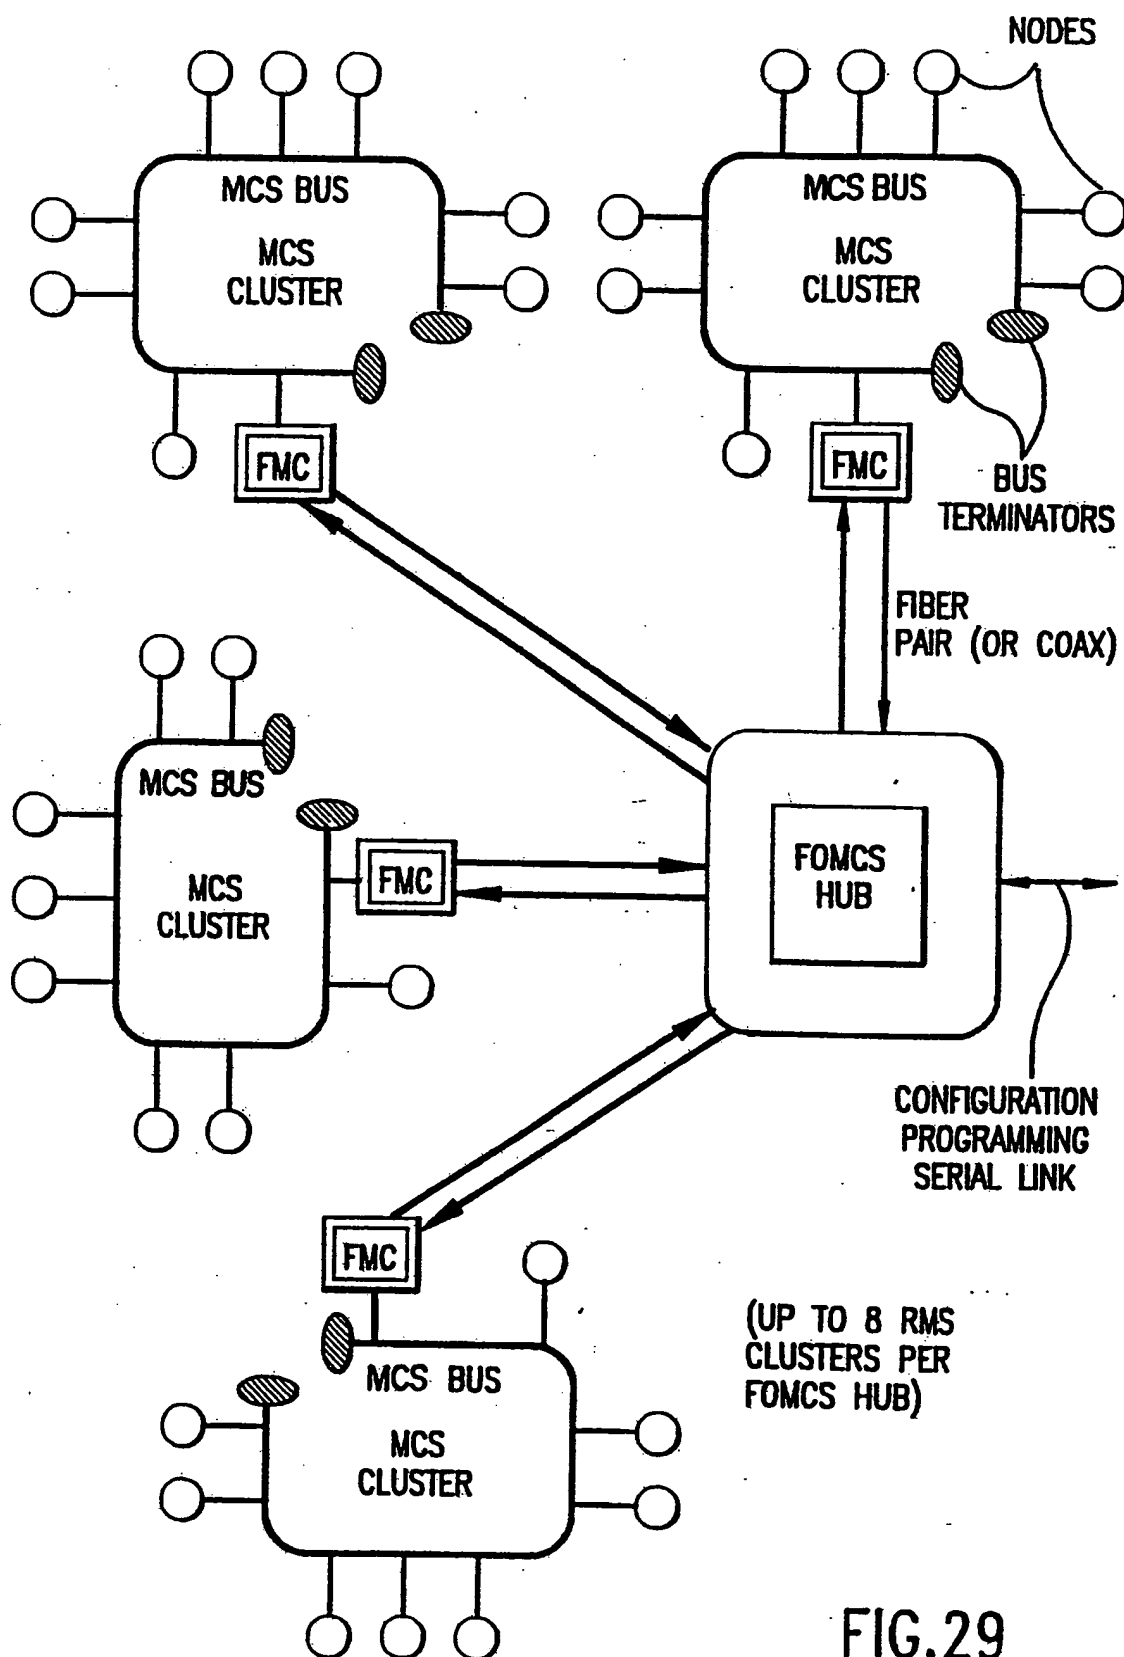 NODES
MCS BUS
MCS
CLUSTER
MCS BUS
MCS
CLUSTER
FMC
FMC
BUS
TERMINATORS
FIBER
PAIR (OR COAX)
MCS BUS
MCS
CLUSTER
FMC
FOMCS
HUB
CONFIGURATION
PROGRAMMING
SERIAL LINK
FMC
MCS BUS
MCS
CLUSTER
(UP TO 8 RMS
CLUSTERS PER
FOMCS HUB)
FIG.29